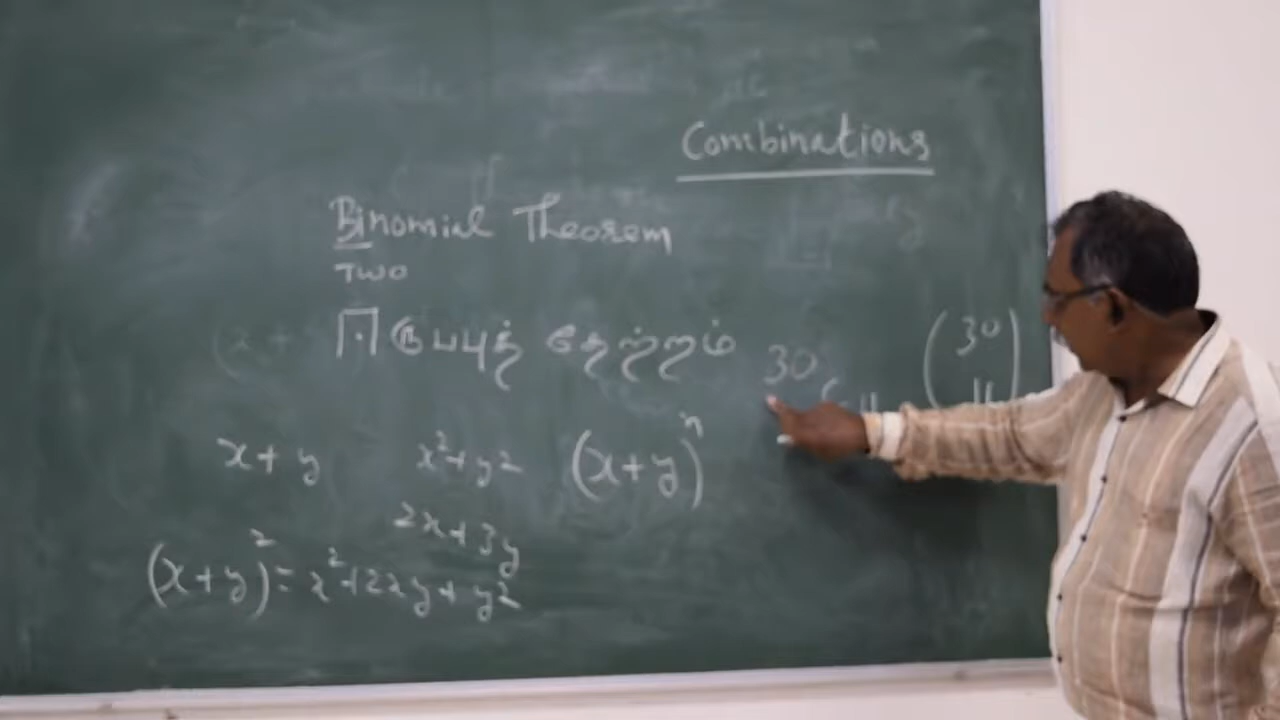 Combinations
Binomial Theorem
TWO
ஈருறுப்புத் தேற்றம்
30C11
(30 11)
x+y
x²+y²
(x+y)ⁿ
2x+3y
(x+y)²=x²+2xy+y²